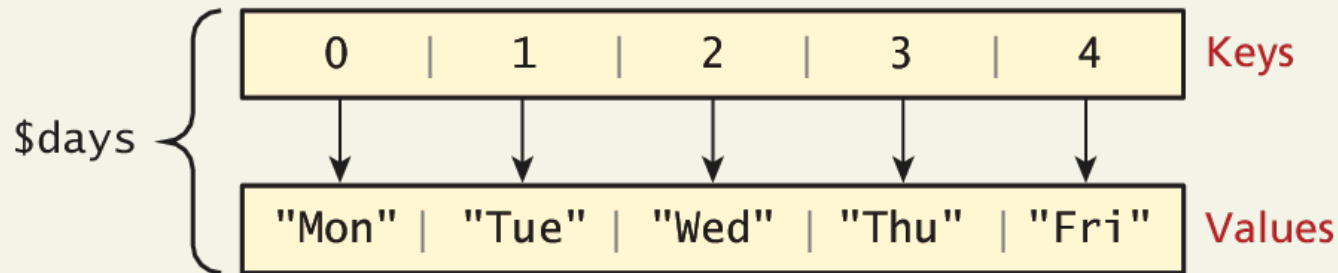 0 | 1 | 2 | 3 | 4 Keys
$days
"Mon" | "Tue" | "Wed" | "Thu" | "Fri" Values